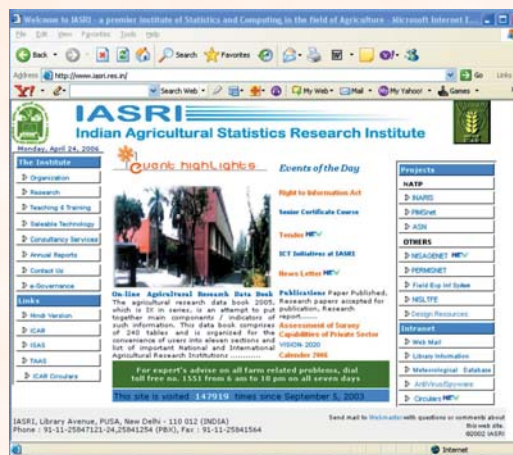 Welcome to IASRI - a premier Institute of Statistics and Computing in the field of Agriculture - Microsoft Internet E...
File Edit View Favorites Tools Help
Back Search Favorites
Address http://www.iasri.res.in/ Go Links
Y! Search Web My Web Mail My Yahoo! Games
IASRI
Indian Agricultural Statistics Research Institute
Monday, April 24, 2006
The Institute
Organization
Research
Teaching & Training
Saleable Technology
Consultancy Services
Annual Reports
Contact Us
e-Governance
Links
Hindi Version
ICAR
ISAS
TAAS
ICAR Circulars
event highlights
On-line Agricultural Research Data Book
The agricultural research data book 2005,
which is IX in series, is an attempt to put
together main components / indicators of
such information. This data book comprises
of 240 tables and is organized for the
convenience of users into eleven sections and
list of important National and International
Agricultural Research Institutions ............
Events of the Day
Right to Information Act
Senior Certificate Course
Tender NEW
ICT Initiatives at IASRI
News Letter NEW
Publications Paper Published,
Research papers accepted for
publication, Research
report......
Assessment of Survey
Capabilities of Private Sector
VISION-2020
Calender 2006
Projects
NATP
INARIS
PIMSnet
ASN
OTHERS
NISAGENET NEW
PERMISNET
Field Exp Inf System
NISLTFE
Design Resources
Intranet
Web Mail
Library Information
Meteorological Database
AntiVirus/Spyware
Circulars NEW
For expert's advise on all farm related problems, dial
toll free no. 1551 from 6 am to 10 pm on all seven days
This site is visited 147919 times since September 5, 2003
IASRI, Library Avenue, PUSA, New Delhi - 110 012 (INDIA)
Phone : 91-11-25847121-24,25841254 (PBX), Fax : 91-11-25841564
Send mail to Webmaster with questions or comments about
this web site.
©2002 IASRI
Internet